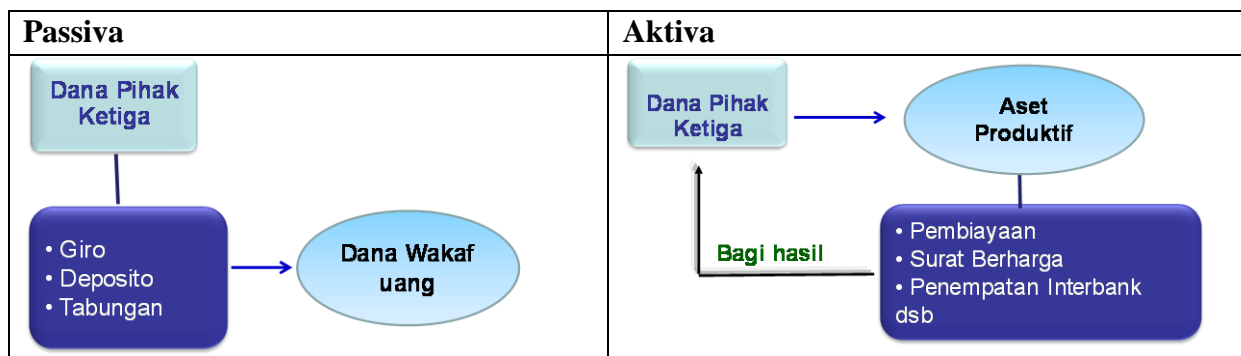 Passiva
Dana Pihak
Ketiga
• Giro
• Deposito
• Tabungan
Dana Wakaf
uang
Aktiva
Dana Pihak
Ketiga
Aset
Produktif
Bagi hasil
• Pembiayaan
• Surat Berharga
• Penempatan Interbank
dsb